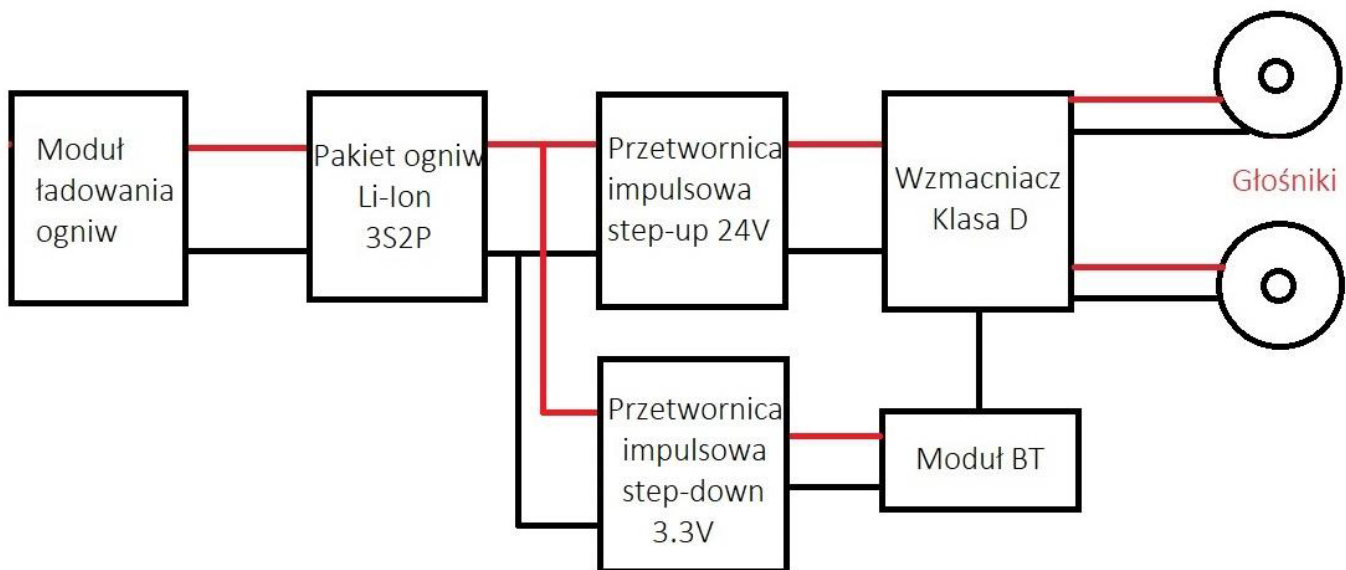 Moduł
ładowania
ogniw
Pakiet ogniw
Li-Ion
3S2P
Przetwornica
impulsowa
step-up 24V
Wzmacniacz
Klasa D
Głośniki
Przetwornica
impulsowa
step-down
3.3V
Moduł BT